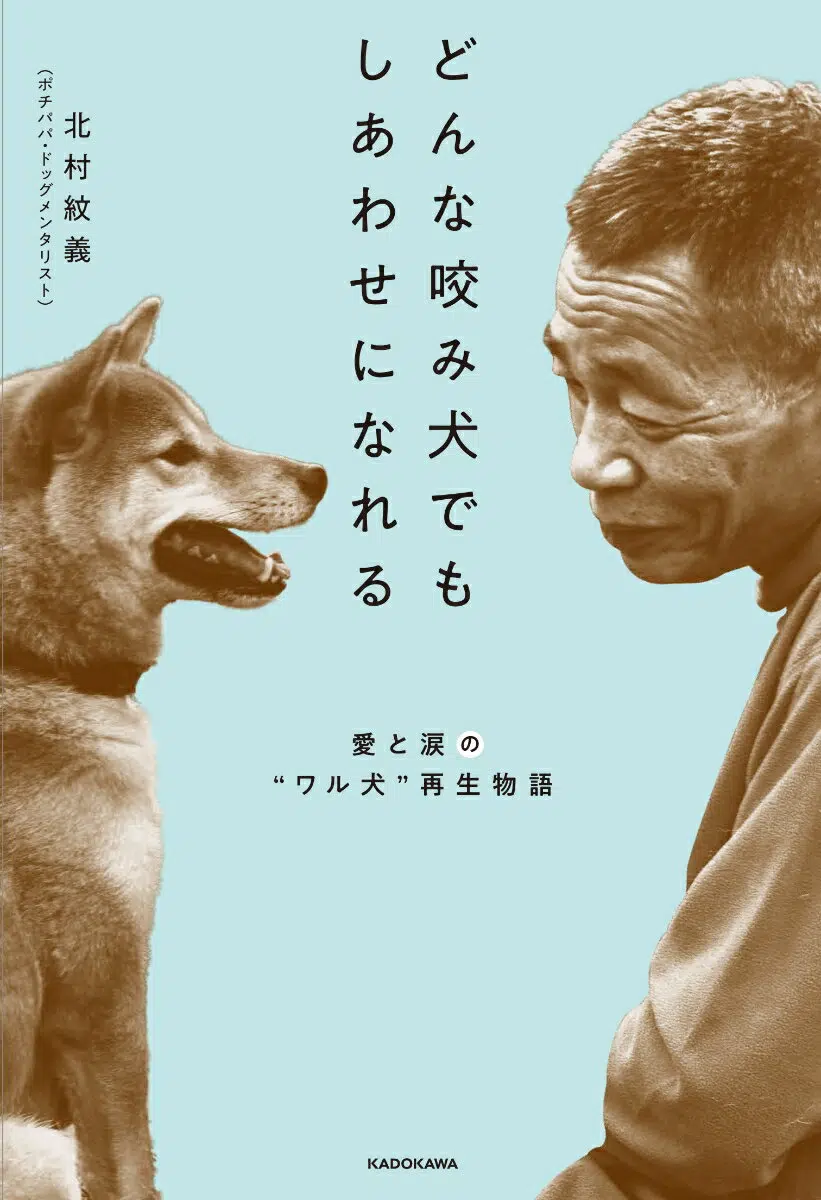 どんな咬み犬でも
しあわせになれる
北村紋義
（ポチパパ・ドッグメンタリスト）
愛と涙の
“ワル犬”再生物語
KADOKAWA